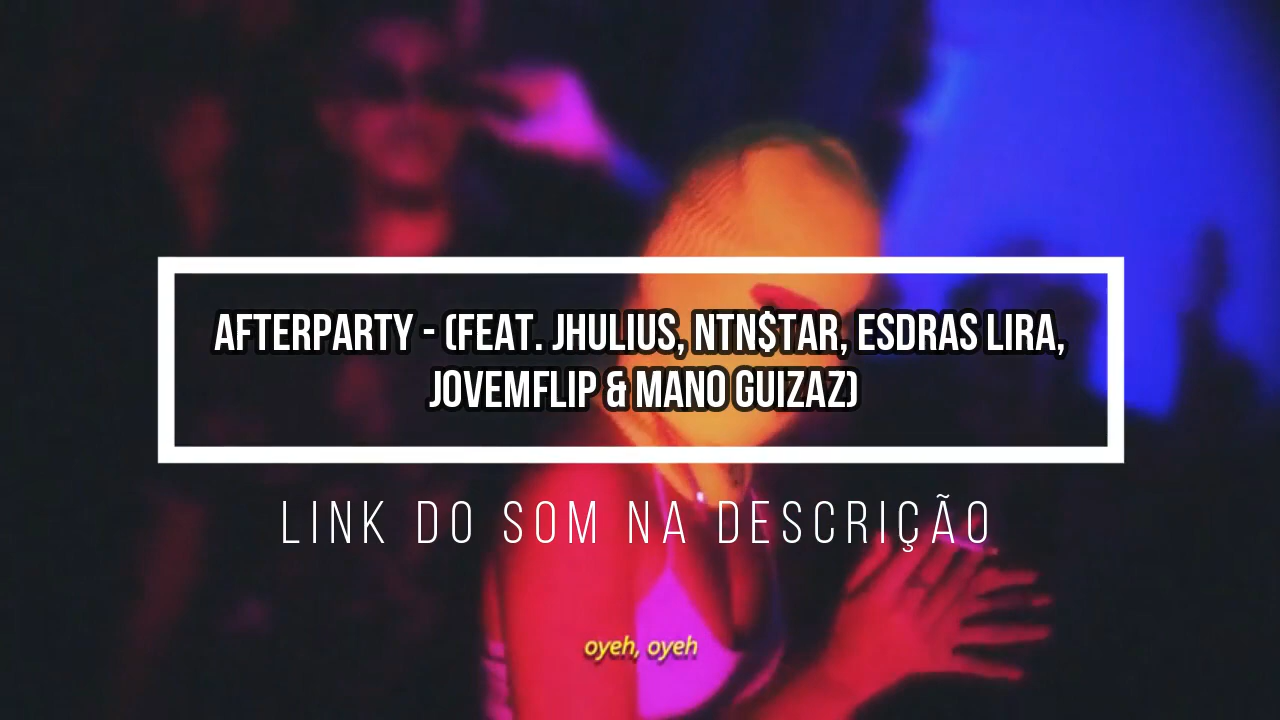 AFTERPARTY - (FEAT. JHULIUS, NTN$TAR, ESDRAS LIRA,
JOVEMFLIP & MANO GUIZAZ)
LINK DO SOM NA DESCRIÇÃO
oyeh, oyeh